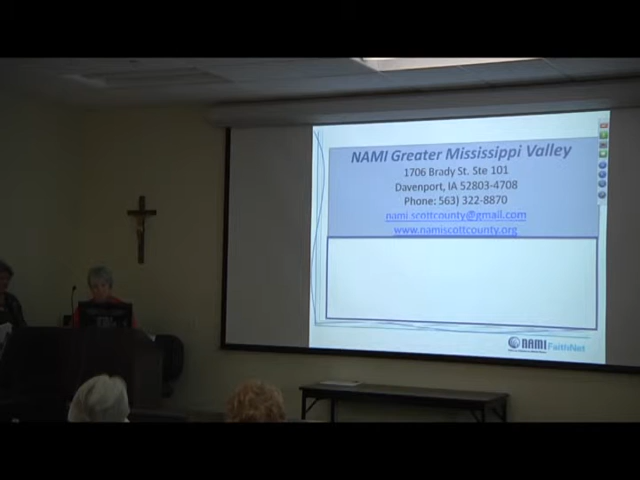 NAMI Greater Mississippi Valley
1706 Brady St. Ste 101
Davenport, IA 52803-4708
Phone: 563) 322-8870
nami.scottcounty@gmail.com
www.namiscottcounty.org
NAMI FaithNet